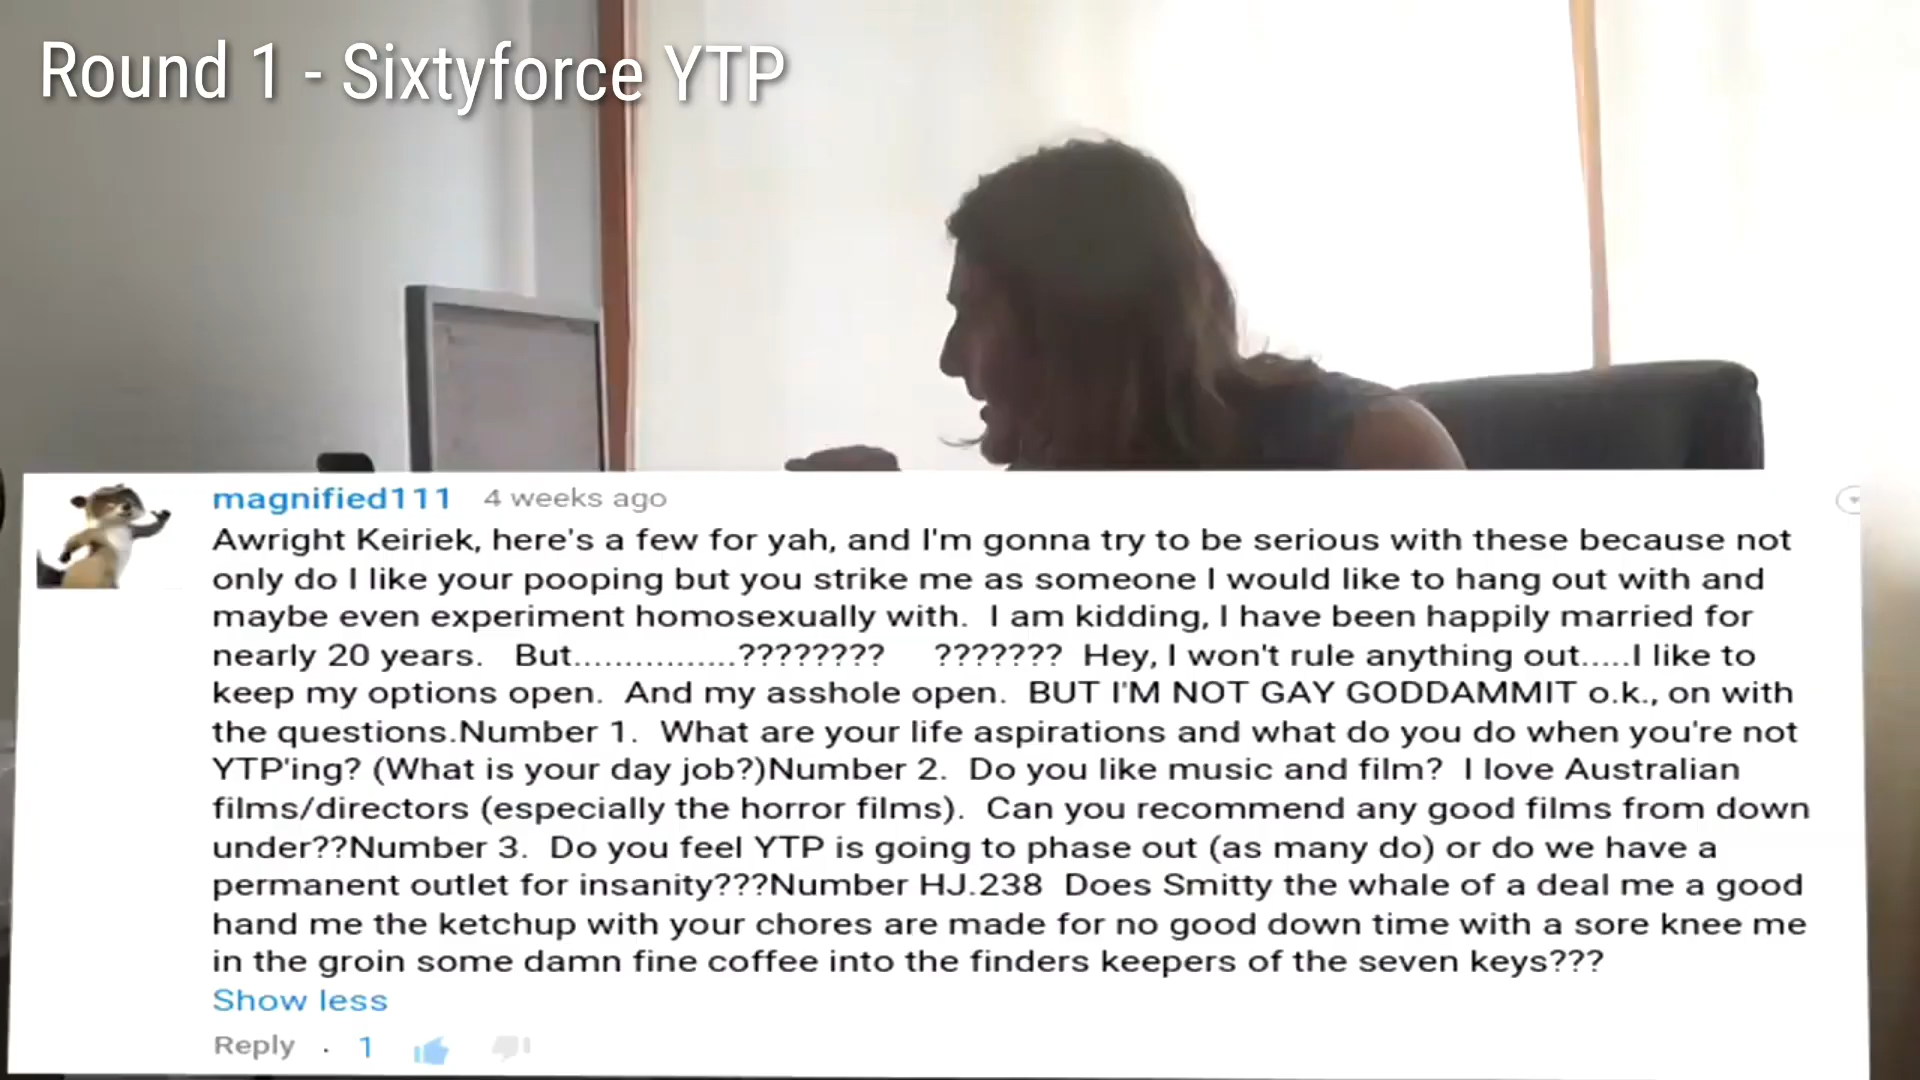 Round 1 - Sixtyforce YTP
magnified111 4 weeks ago
Awright Keiriek, here's a few for yah, and I'm gonna try to be serious with these because not
only do I like your pooping but you strike me as someone I would like to hang out with and
maybe even experiment homosexually with.  I am kidding, I have been happily married for
nearly 20 years.   But................????????    ???????  Hey, I won't rule anything out.....I like to
keep my options open.  And my asshole open.  BUT I'M NOT GAY GODDAMMIT o.k., on with
the questions.Number 1.  What are your life aspirations and what do you do when you're not
YTP'ing? (What is your day job?)Number 2.  Do you like music and film?  I love Australian
films/directors (especially the horror films).  Can you recommend any good films from down
under??Number 3.  Do you feel YTP is going to phase out (as many do) or do we have a
permanent outlet for insanity???Number HJ.238  Does Smitty the whale of a deal me a good
hand me the ketchup with your chores are made for no good down time with a sore knee me
in the groin some damn fine coffee into the finders keepers of the seven keys???
Show less
Reply · 1